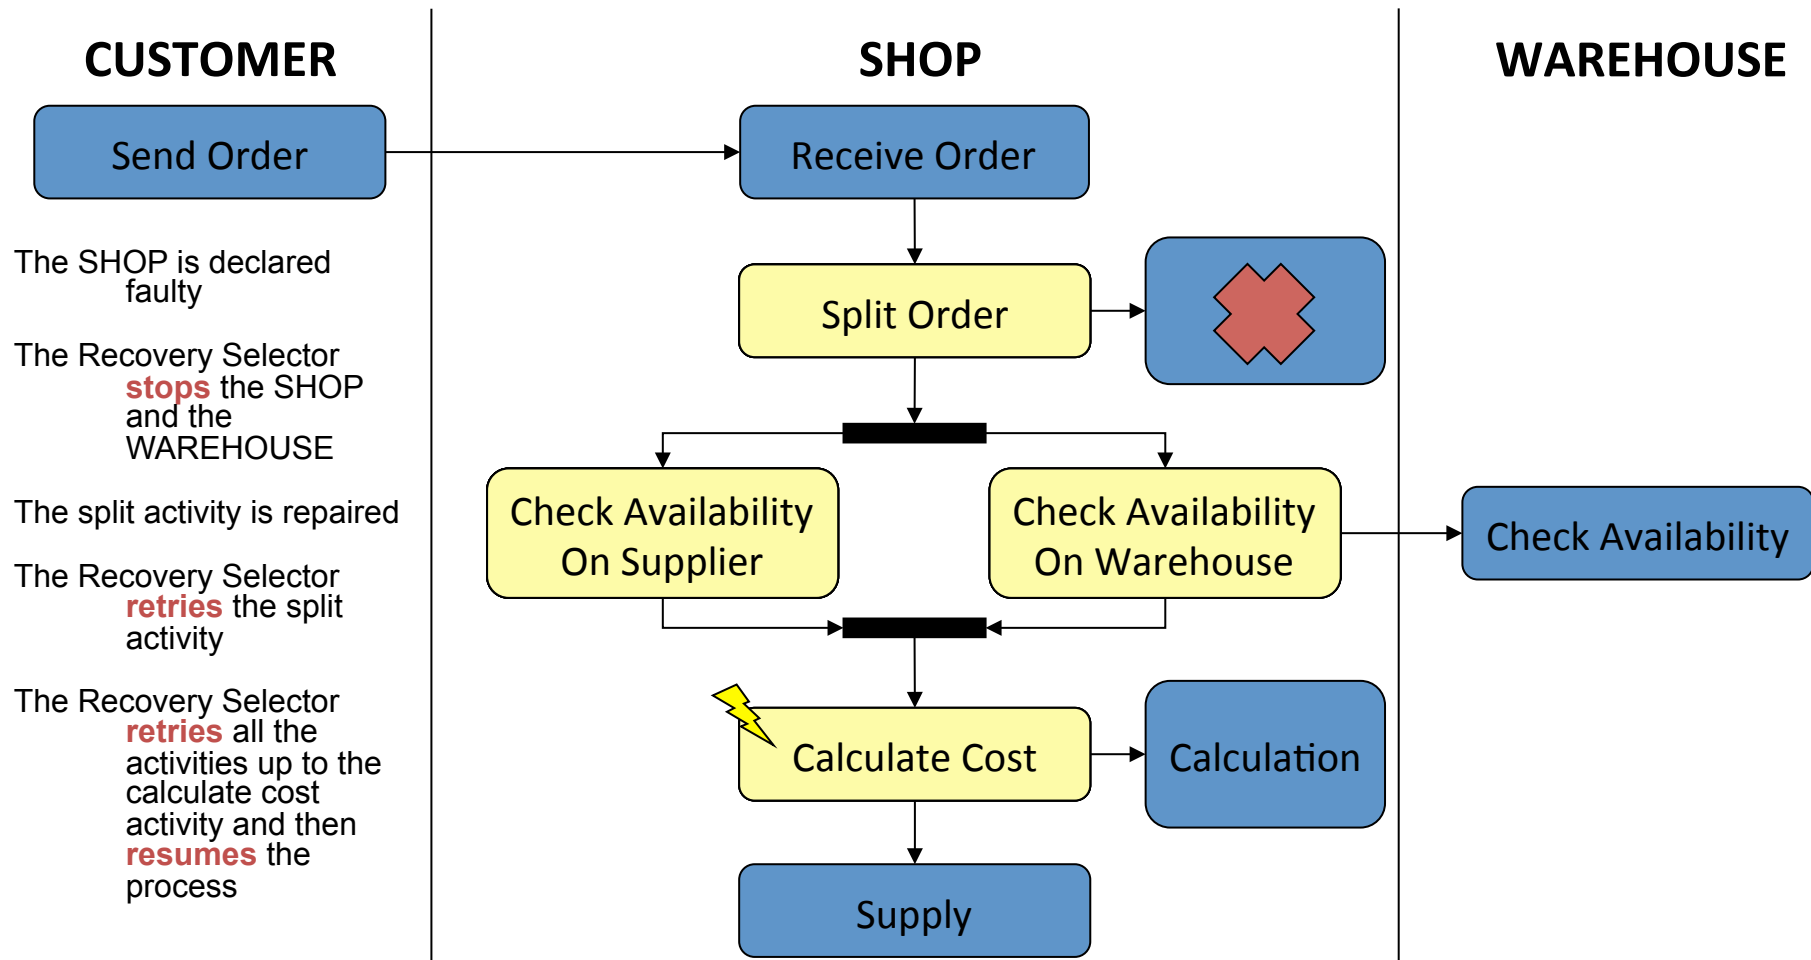 CUSTOMER
SHOP
WAREHOUSE
Send Order
Receive Order
The SHOP is declared
faulty
Split Order
The Recovery Selector
stops the SHOP
and the
WAREHOUSE
Check Availability
On Supplier
Check Availability
On Warehouse
Check Availability
The split activity is repaired
The Recovery Selector
retries the split
activity
The Recovery Selector
retries all the
activities up to the
calculate cost
activity and then
resumes the
process
Calculate Cost
Calculation
Supply